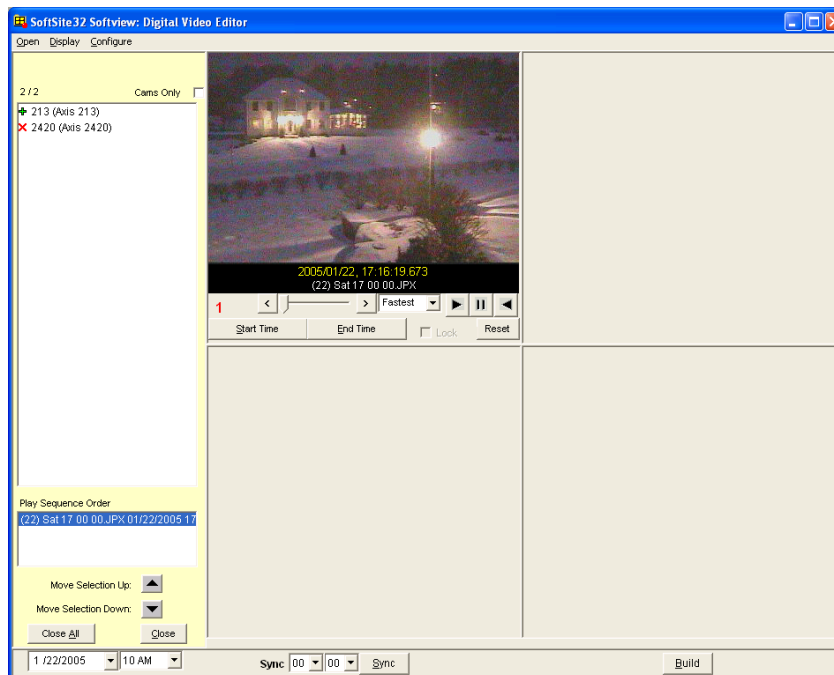 SoftSite32 Softview: Digital Video Editor
Open Display Configure
2 / 2 Cams Only
213 (Axis 213)
2420 (Axis 2420)
2005/01/22, 17:16:19.673
(22) Sat 17 00 00.JPX
1 < > Fastest
Start Time End Time Lock Reset
Play Sequence Order
(22) Sat 17 00 00.JPX 01/22/2005 17
Move Selection Up:
Move Selection Down:
Close All Close
1 /22/2005 10 AM Sync 00 00 Sync Build